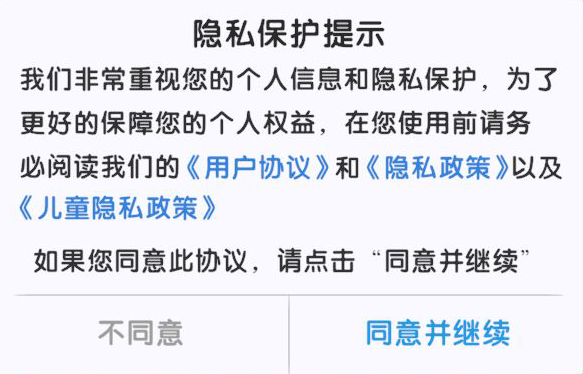 隐私保护提示
我们非常重视您的个人信息和隐私保护，为了
更好的保障您的个人权益，在您使用前请务
必阅读我们的《用户协议》和《隐私政策》以及
《儿童隐私政策》
如果您同意此协议，请点击“同意并继续”
不同意
同意并继续